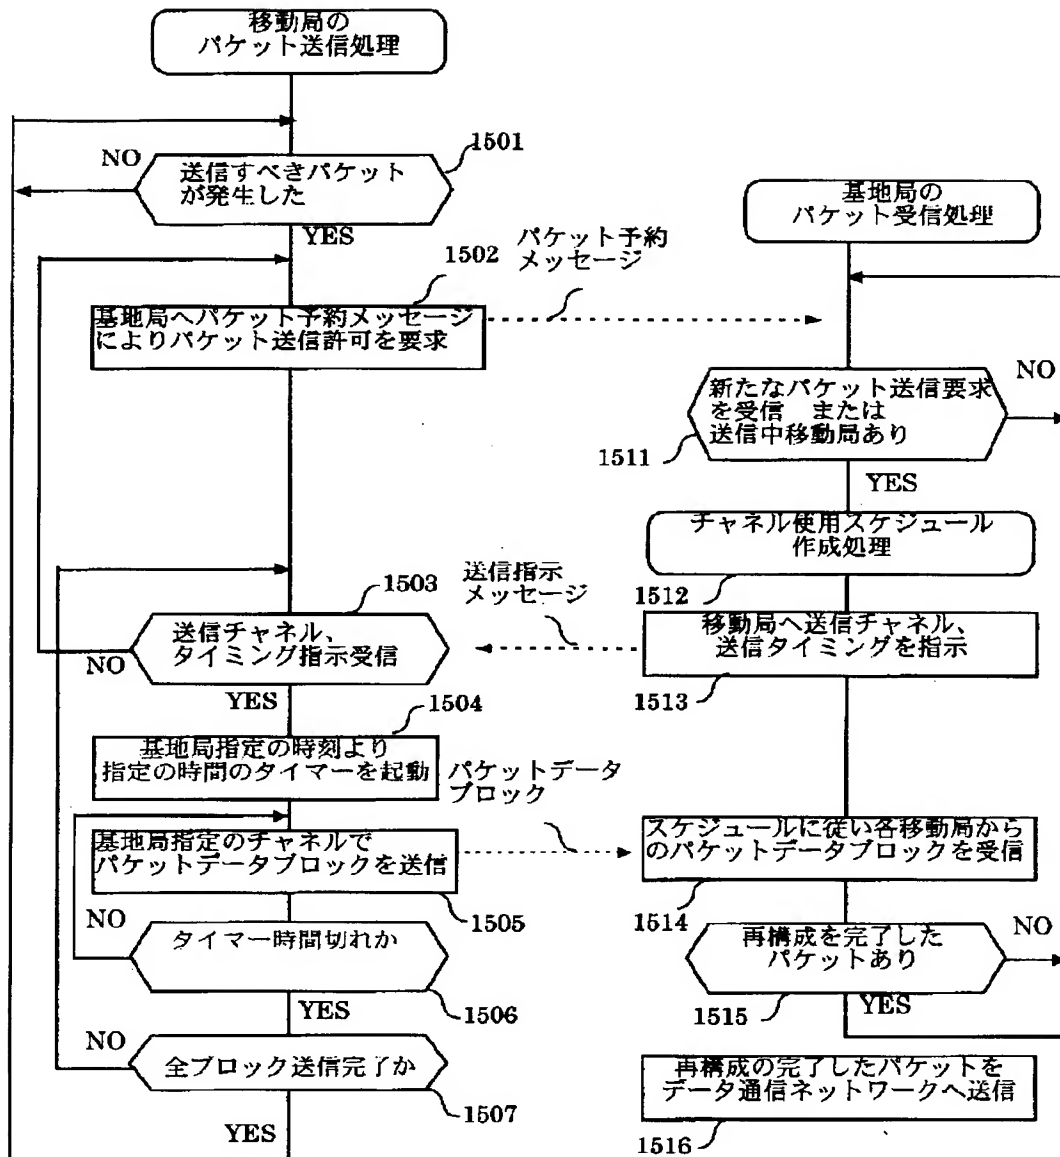 移動局の
パケット送信処理
NO
1501
送信すべきパケット
が発生した
YES
1502
パケット予約
メッセージ
基地局へパケット予約メッセージ
によりパケット送信許可を要求
基地局の
パケット受信処理
NO
新たなパケット送信要求
を受信 または
送信中移動局あり
1511
YES
チャネル使用スケジュール
作成処理
1512
1503
送信指示
メッセージ
送信チャネル、
タイミング指示受信
NO
YES
移動局へ送信チャネル、
送信タイミングを指示
1513
1504
基地局指定の時刻より
指定の時間のタイマーを起動
パケットデータ
ブロック
基地局指定のチャネルで
パケットデータブロックを送信
1505
スケジュールに従い各移動局から
のパケットデータブロックを受信
1514
NO
タイマー時間切れか
YES
1506
再構成を完了した
パケットあり
NO
1515
YES
NO
全ブロック送信完了か
1507
YES
再構成の完了したパケットを
データ通信ネットワークへ送信
1516